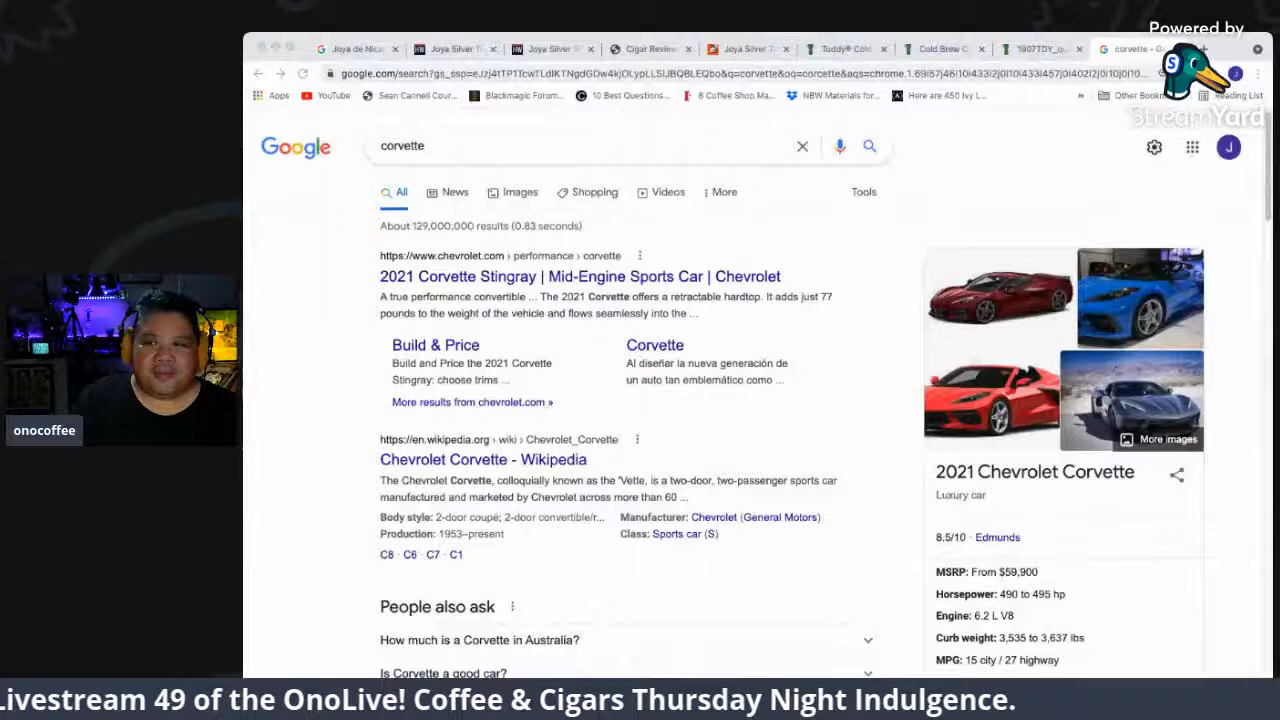 Powered by
StreamYard
Joya de Nica
Joya Silver T
Joya Silver T
Cigar Review
Joya Silver T
Toddy® Cold
Cold Brew C
1907TDY_o
corvette - G
Apps
YouTube
Sean Cannell Cour...
Blackmagic Forum...
10 Best Questions...
6 Coffee Shop Ma...
NBW Materials for...
Here are 450 Ivy L...
»
Other Book
Reading List
Google
corvette
J
All
News
Images
Shopping
Videos
More
Tools
About 129,000,000 results (0.83 seconds)
https://www.chevrolet.com › performance › corvette
2021 Corvette Stingray | Mid-Engine Sports Car | Chevrolet
A true performance convertible ... The 2021 Corvette offers a retractable hardtop. It adds just 77
pounds to the weight of the vehicle and flows seamlessly into the ...
Build & Price
Build and Price the 2021 Corvette
Stingray: choose trims ...
Corvette
Al diseñar la nueva generación de
un auto tan emblemático como ...
More results from chevrolet.com »
https://en.wikipedia.org › wiki › Chevrolet_Corvette
Chevrolet Corvette - Wikipedia
The Chevrolet Corvette, colloquially known as the 'Vette, is a two-door, two-passenger sports car
manufactured and marketed by Chevrolet across more than 60 ...
Body style: 2-door coupé; 2-door convertible/r...
Manufacturer: Chevrolet (General Motors)
Production: 1953–present
Class: Sports car (S)
C8 · C6 · C7 · C1
People also ask
How much is a Corvette in Australia?
Is Corvette a good car?
More images
2021 Chevrolet Corvette
Luxury car
8.5/10 · Edmunds
MSRP: From $59,900
Horsepower: 490 to 495 hp
Engine: 6.2 L V8
Curb weight: 3,535 to 3,637 lbs
MPG: 15 city / 27 highway
onocoffee
Livestream 49 of the OnoLive! Coffee & Cigars Thursday Night Indulgence.